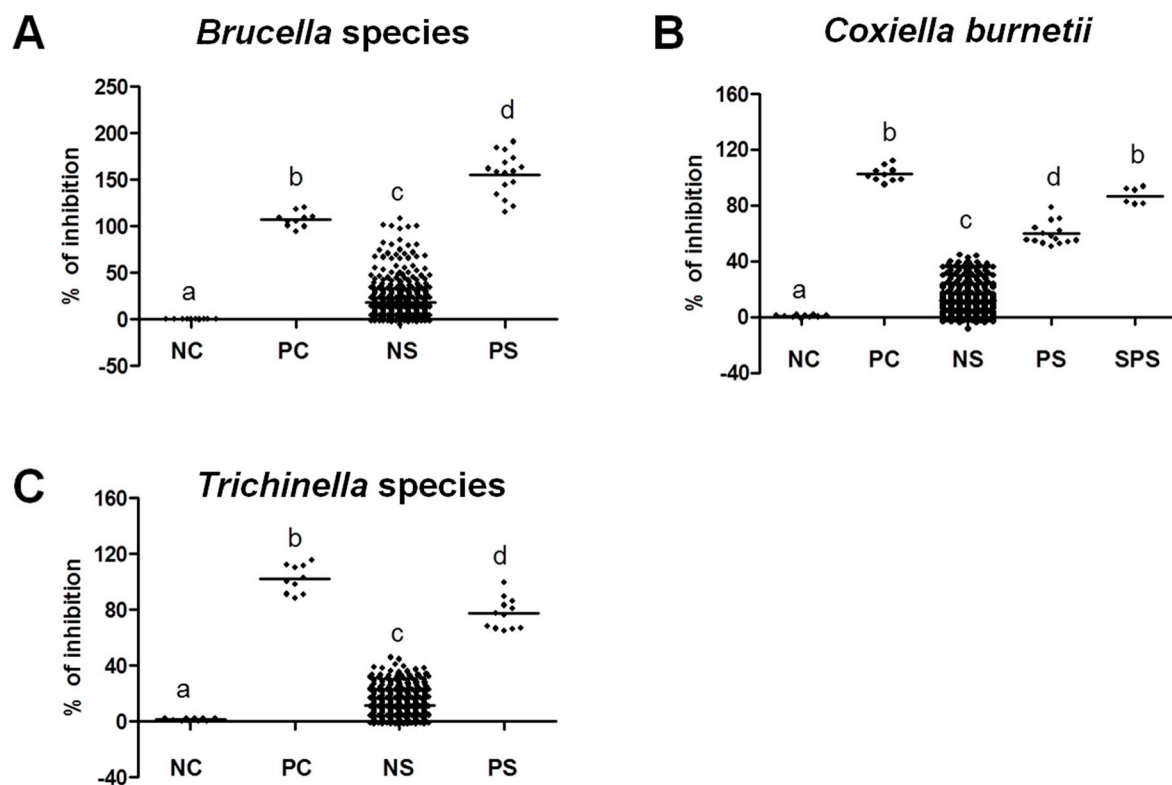 A
Brucella species
% of inhibition
250
200
150
100
50
0
-50
a
b
c
d
NC PC NS PS
B
Coxiella burnetii
% of inhibition
160
120
80
40
0
-40
a
b
c
d
b
NC PC NS PS SPS
C
Trichinella species
% of inhibition
160
120
80
40
0
-40
a
b
c
d
NC PC NS PS